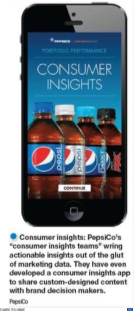 PEPSICO
PORTFOLIO PERFORMANCE
CONSUMER
INSIGHTS
pepsi
pepsi
CONTINUE
Consumer insights: PepsiCo's
"consumer insights teams" wring
actionable insights out of the glut
of marketing data. They have even
developed a consumer insights app
to share custom-designed content
with brand decision makers.
PepsiCo